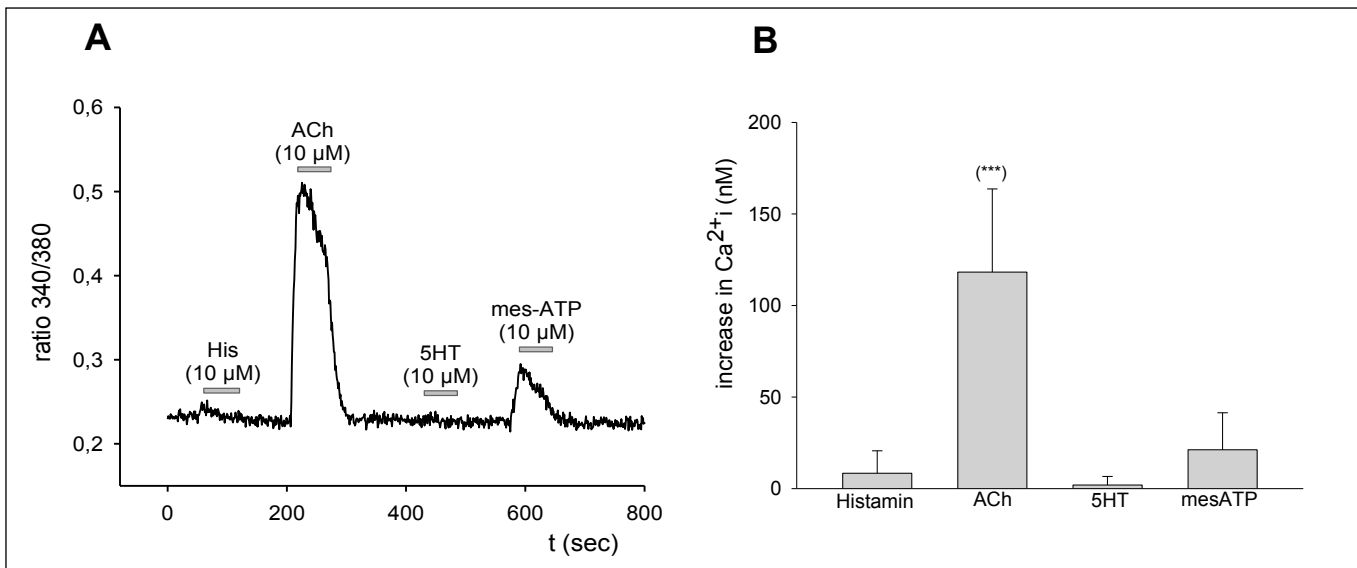 A
ratio 340/380
0,6
0,5
0,4
0,3
0,2
His
(10 µM)
ACh
(10 µM)
5HT
(10 µM)
mes-ATP
(10 µM)
0 200 400 600 800
t (sec)
B
increase in Ca²⁺i (nM)
200
150
100
50
0
(***)
Histamin ACh 5HT mesATP